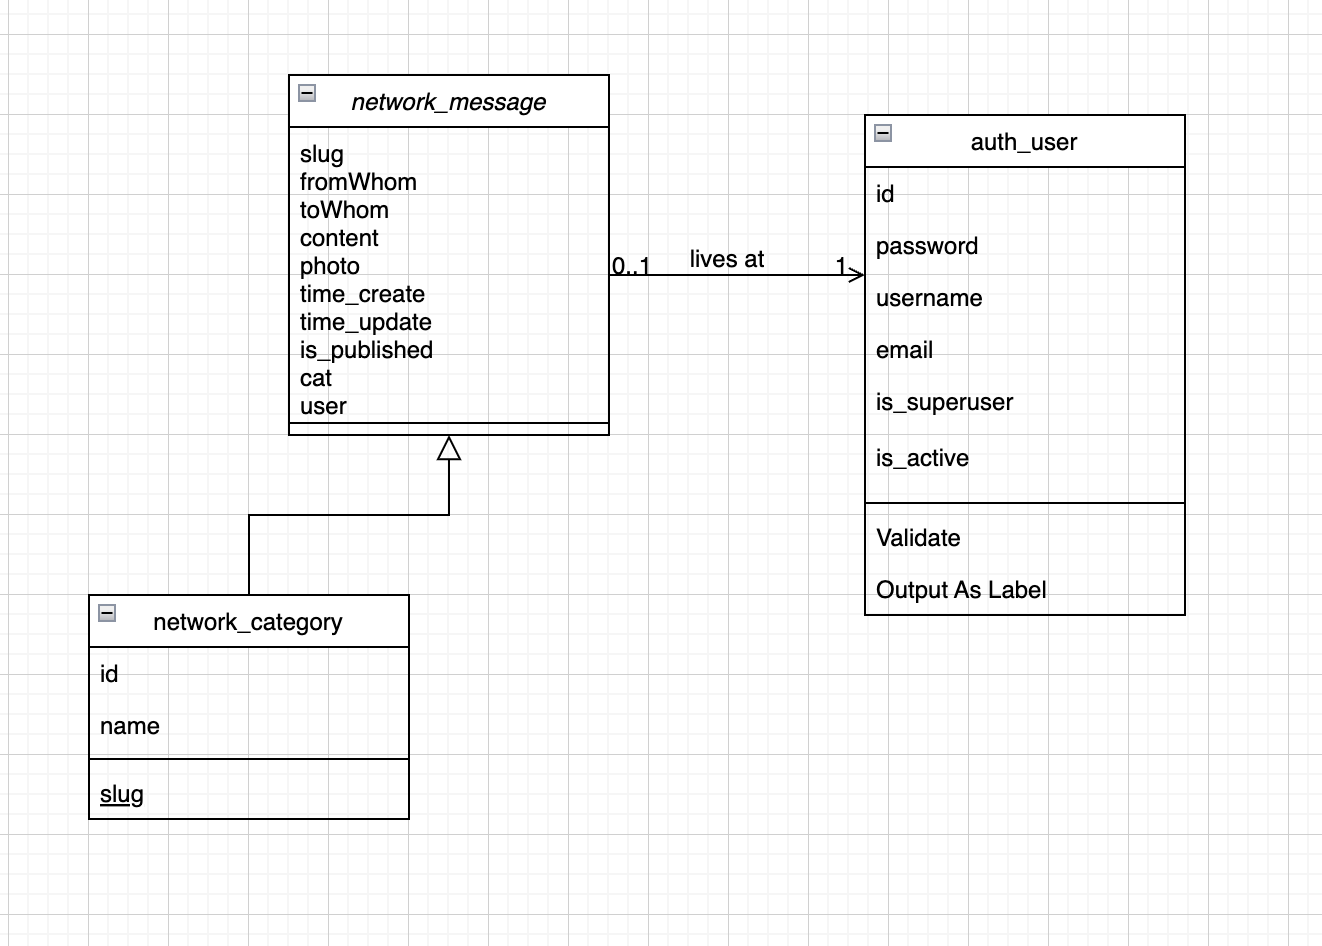 network_message
slug
fromWhom
toWhom
content
photo
time_create
time_update
is_published
cat
user
0..1
lives at
1
auth_user
id
password
username
email
is_superuser
is_active
Validate
Output As Label
network_category
id
name
slug